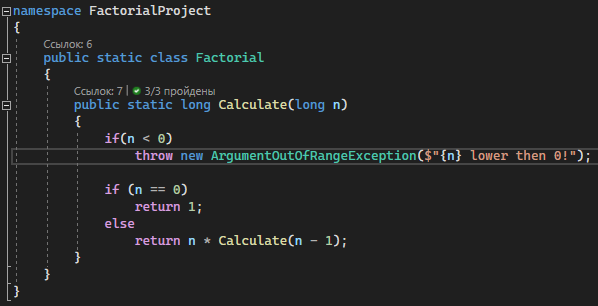 namespace FactorialProject
{
Ссылок: 6
public static class Factorial
{
Ссылок: 7 | 3/3 пройдены
public static long Calculate(long n)
{
if(n < 0)
throw new ArgumentOutOfRangeException($"{n} lower then 0!");
if (n == 0)
return 1;
else
return n * Calculate(n - 1);
}
}
}